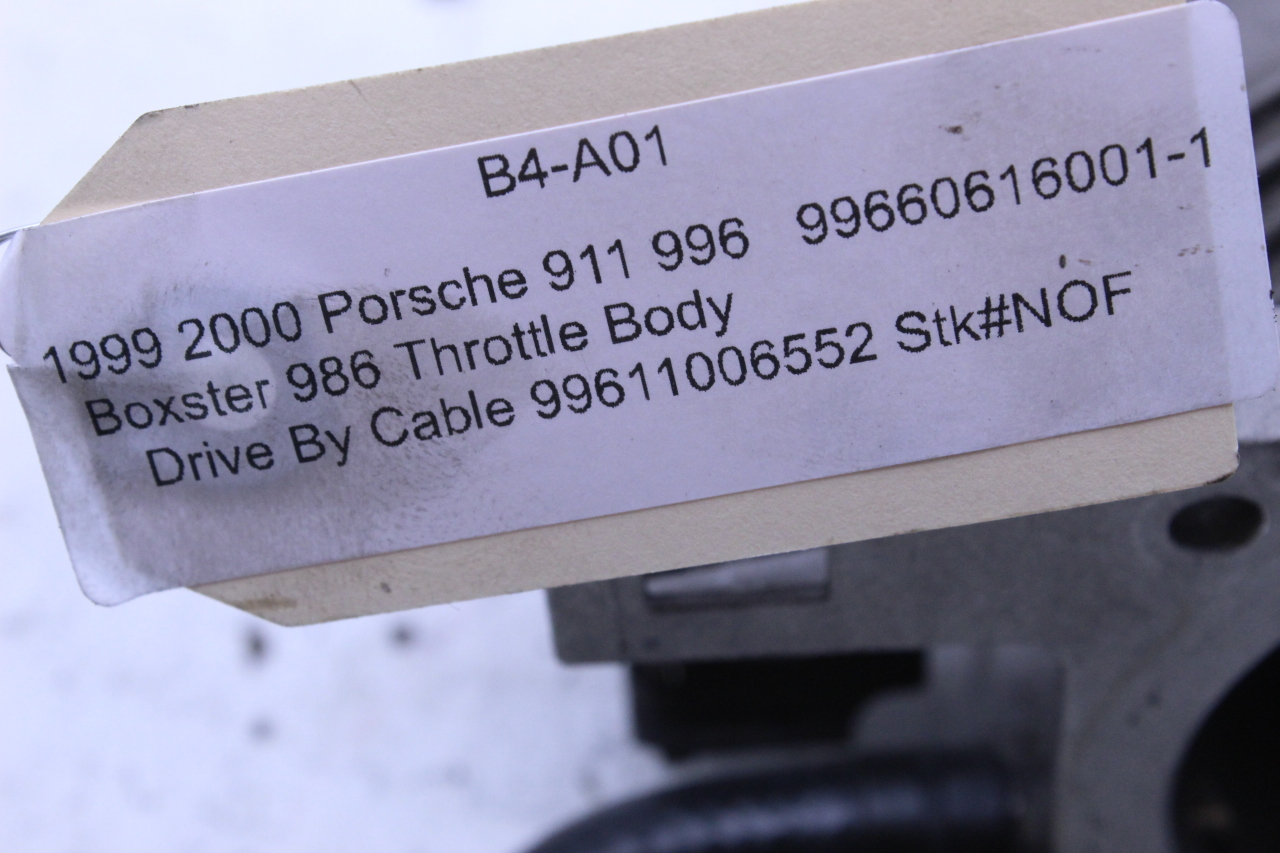 B4-A01
1999 2000 Porsche 911 996 99660616001-1
Boxster 986 Throttle Body
Drive By Cable 99611006552 Stk#NOF